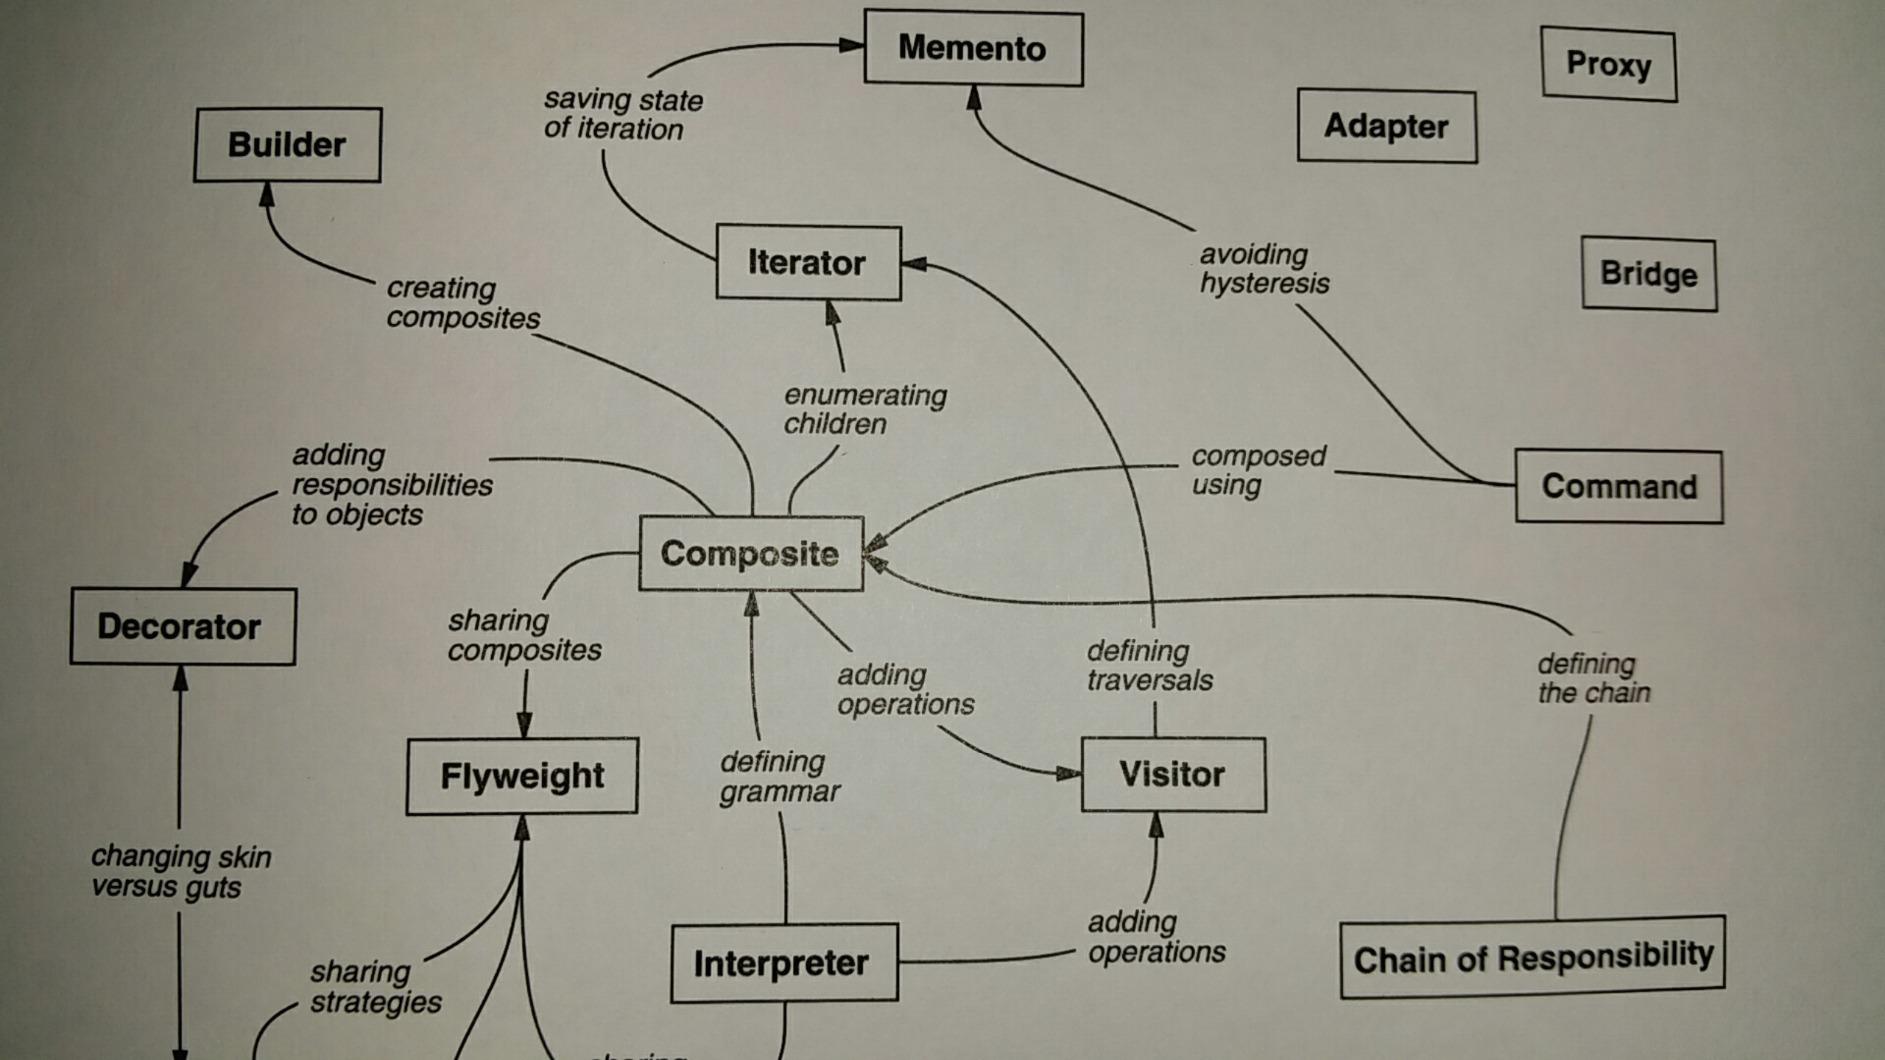 Memento
Proxy
Adapter
saving state
of iteration
Builder
Iterator
avoiding
hysteresis
Bridge
creating
composites
enumerating
children
adding
responsibilities
to objects
composed
using
Command
Composite
Decorator
sharing
composites
adding
operations
defining
traversals
defining
the chain
Flyweight
defining
grammar
Visitor
changing skin
versus guts
adding
operations
Interpreter
Chain of Responsibility
sharing
strategies
sharing